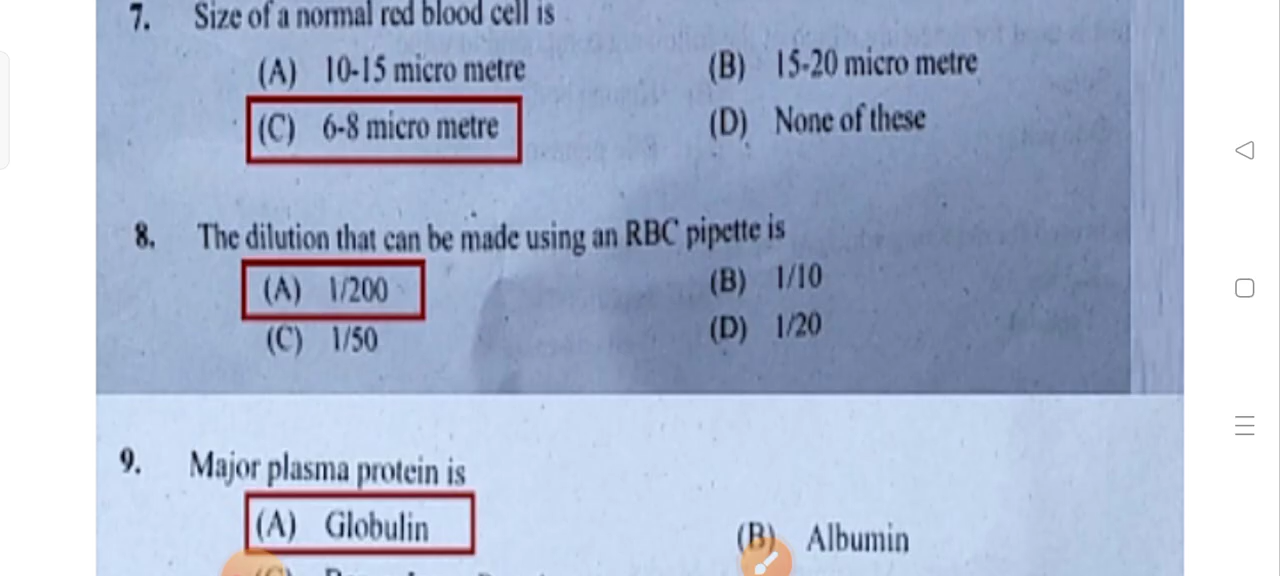 7. Size of a normal red blood cell is
(A) 10-15 micro metre (B) 15-20 micro metre
(C) 6-8 micro metre (D) None of these
8. The dilution that can be made using an RBC pipette is
(A) 1/200 (B) 1/10
(C) 1/50 (D) 1/20
9. Major plasma protein is
(A) Globulin (B) Albumin